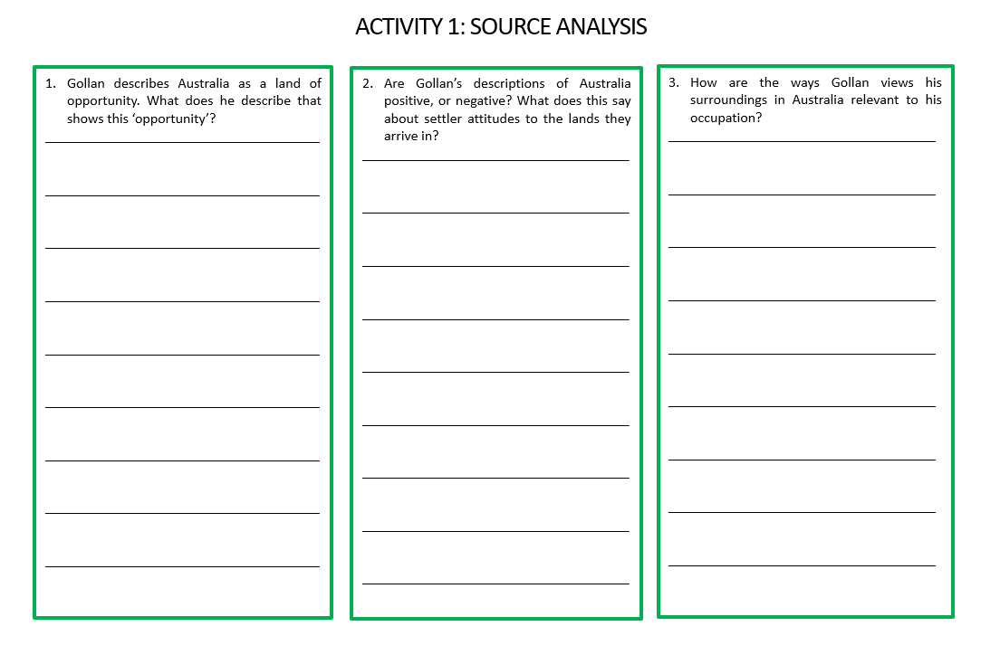 ACTIVITY 1: SOURCE ANALYSIS
1. Gollan describes Australia as a land of
opportunity. What does he describe that
shows this ‘opportunity’?
2. Are Gollan’s descriptions of Australia
positive, or negative? What does this say
about settler attitudes to the lands they
arrive in?
3. How are the ways Gollan views his
surroundings in Australia relevant to his
occupation?